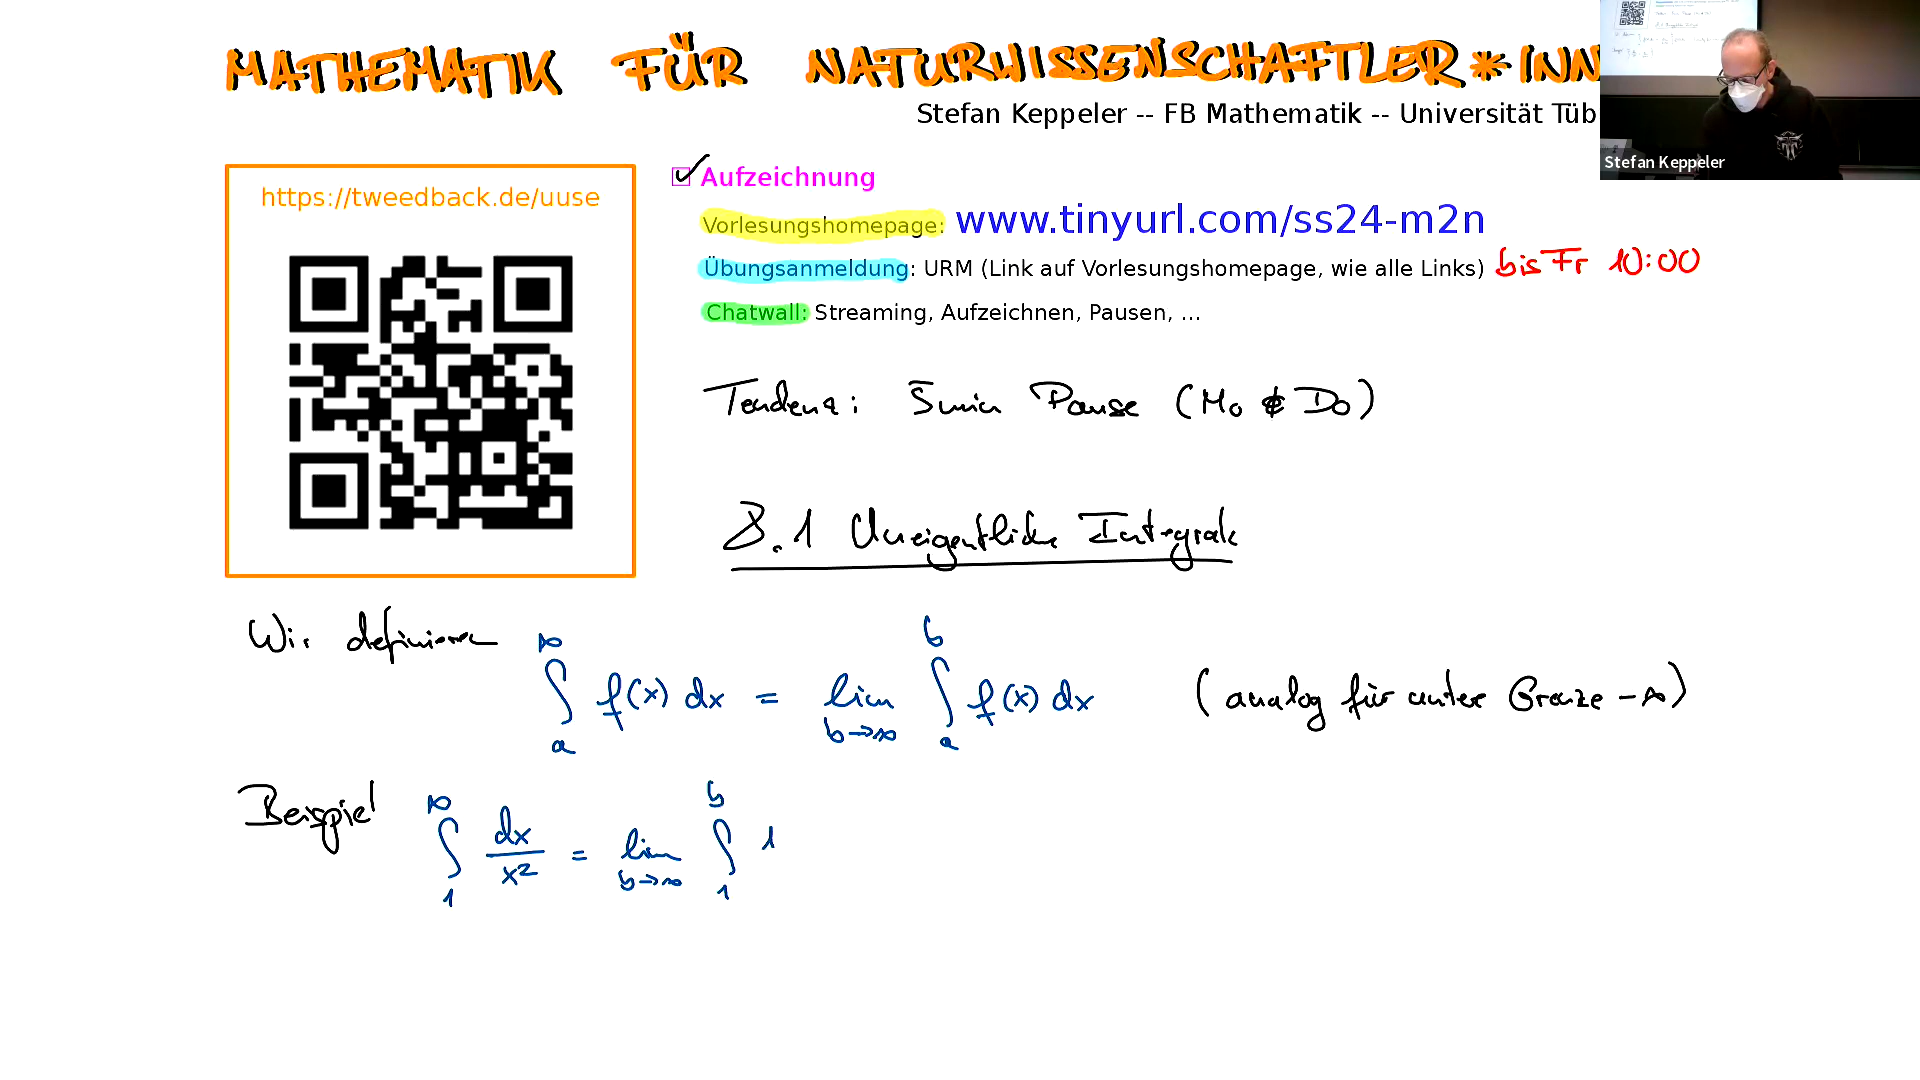 MATHEMATIK FÜR NATURWISSENSCHAFTLER*INN
Stefan Keppeler -- FB Mathematik -- Universität Tüb
Stefan Keppeler
https://tweedback.de/uuse
Aufzeichnung
Vorlesungshomepage: www.tinyurl.com/ss24-m2n
Übungsanmeldung: URM (Link auf Vorlesungshomepage, wie alle Links) bis Fr 10:00
Chatwall: Streaming, Aufzeichnen, Pausen, ...
Tendenz: 5 min Pause (Mo & Do)
8.1 Uneigentliche Integrale
Wir definieren ∫_a^∞ f(x) dx = lim_{b→∞} ∫_a^b f(x) dx (analog für untere Grenze -∞)
Beispiel ∫_1^∞ dx/x² = lim_{b→∞} ∫_1^b 1